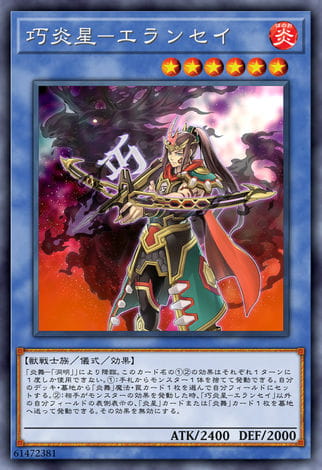 巧炎星－エランセイ
炎
ほのお
巧
【獣戦士族／儀式／効果】
「炎舞－「洞明」」により降臨。このカード名の①②の効果はそれぞれ1ターンに
1度しか使用できない。①：手札からモンスター1体を捨てて発動できる。自分
のデッキ・墓地から「炎舞」魔法・罠カード1枚を選んで自分フィールドにセッ
トする。②：相手がモンスターの効果を発動した時、「巧炎星－エランセイ」以外
の自分フィールドの表側表示の、「炎星」カードまたは「炎舞」カード1枚を墓地
へ送って発動できる。その効果を無効にする。
ATK/2400 DEF/2000
61472381